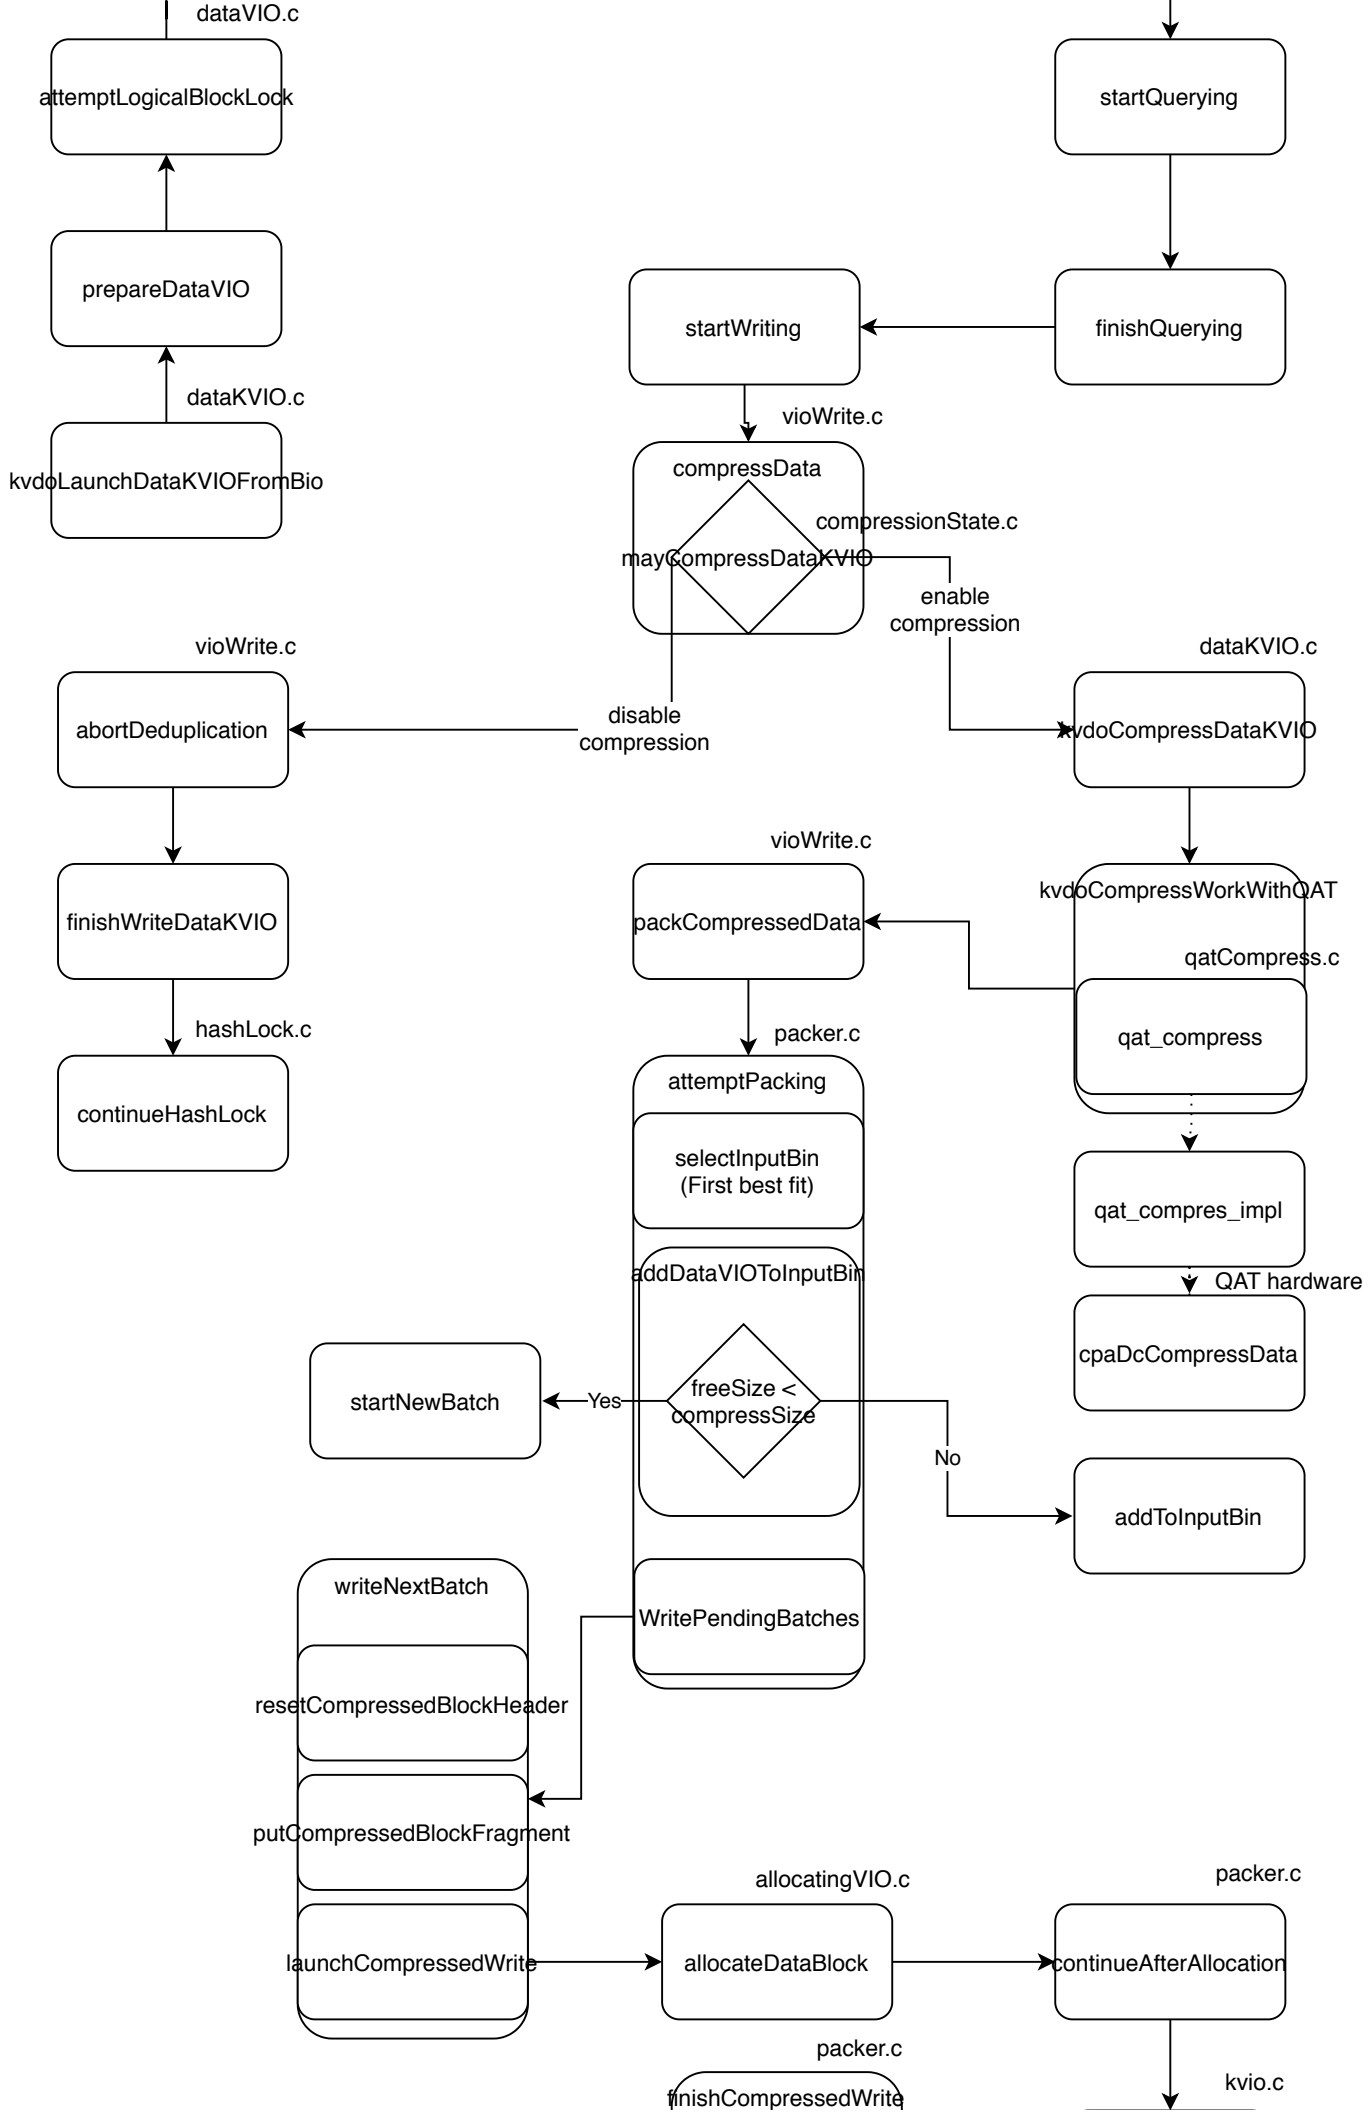 dataVIO.c
attemptLogicalBlockLock
startQuerying
prepareDataVIO
startWriting
finishQuerying
dataKVIO.c
vioWrite.c
kvdoLaunchDataKVIOFromBio
compressData
compressionState.c
mayCompressDataKVIO
enable
compression
vioWrite.c
dataKVIO.c
abortDeduplication
disable
compression
kvdoCompressDataKVIO
vioWrite.c
kvdoCompressWorkWithQAT
finishWriteDataKVIO
packCompressedData
qatCompress.c
hashLock.c
packer.c
qat_compress
attemptPacking
continueHashLock
selectInputBin
(First best fit)
qat_compres_impl
addDataVIOToInputBin
QAT hardware
cpaDcCompressData
freeSize <
compressSize
startNewBatch
Yes
No
addToInputBin
writeNextBatch
WritePendingBatches
resetCompressedBlockHeader
putCompressedBlockFragment
allocatingVIO.c
packer.c
launchCompressedWrite
allocateDataBlock
continueAfterAllocation
packer.c
kvio.c
finishCompressedWrite